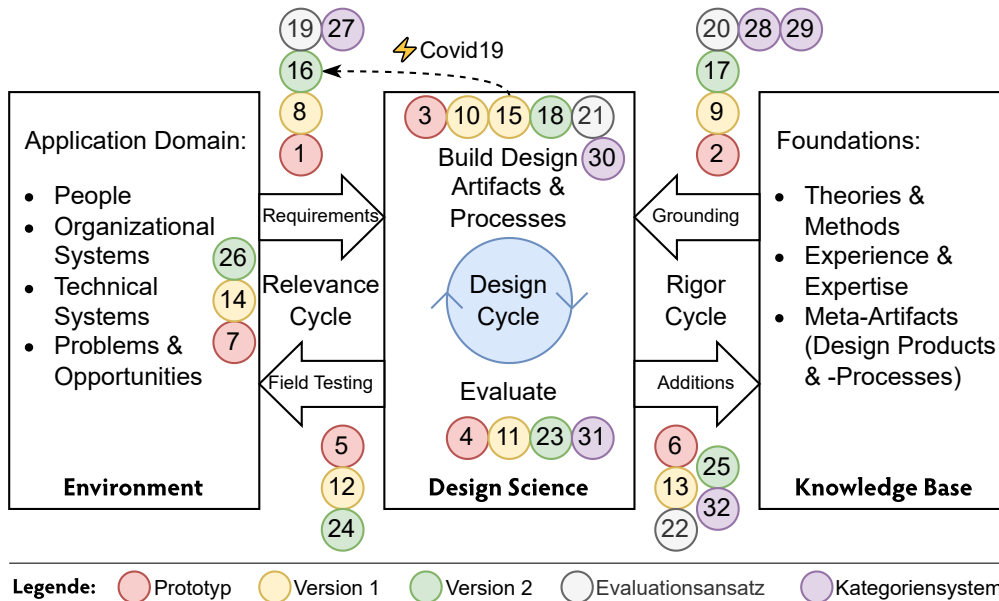 19 27
20 28 29
Covid19
16
17
8
9
3 10 15 18 21
1
2
30
Application Domain:
• People
• Organizational
Systems
• Technical
Systems
• Problems &
Opportunities
26
14
7
Environment
Requirements
Relevance
Cycle
Field Testing
5
12
24
Build Design
Artifacts &
Processes
Design
Cycle
Evaluate
4 11 23 31
Design Science
Grounding
Rigor
Cycle
Additions
6
13
22
25
32
Foundations:
• Theories &
Methods
• Experience &
Expertise
• Meta-Artifacts
(Design Products
& -Processes)
Knowledge Base
Legende: Prototyp Version 1 Version 2 Evaluationsansatz Kategoriensystem